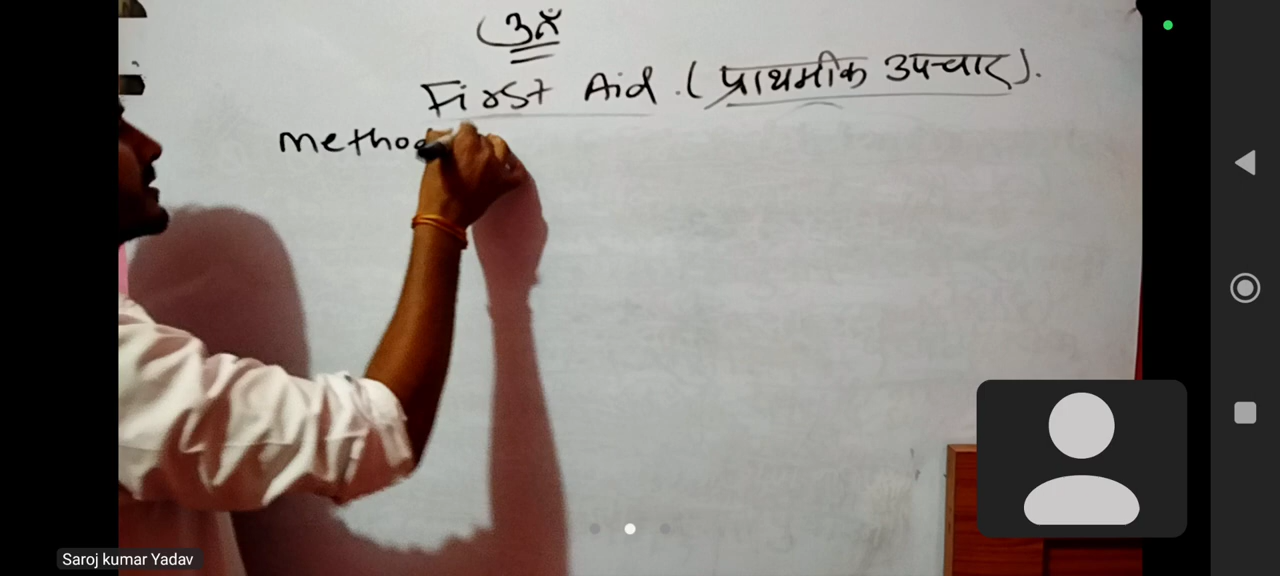 ॐ
First Aid . (प्राथमीक उपचार).
metho
Saroj kumar Yadav